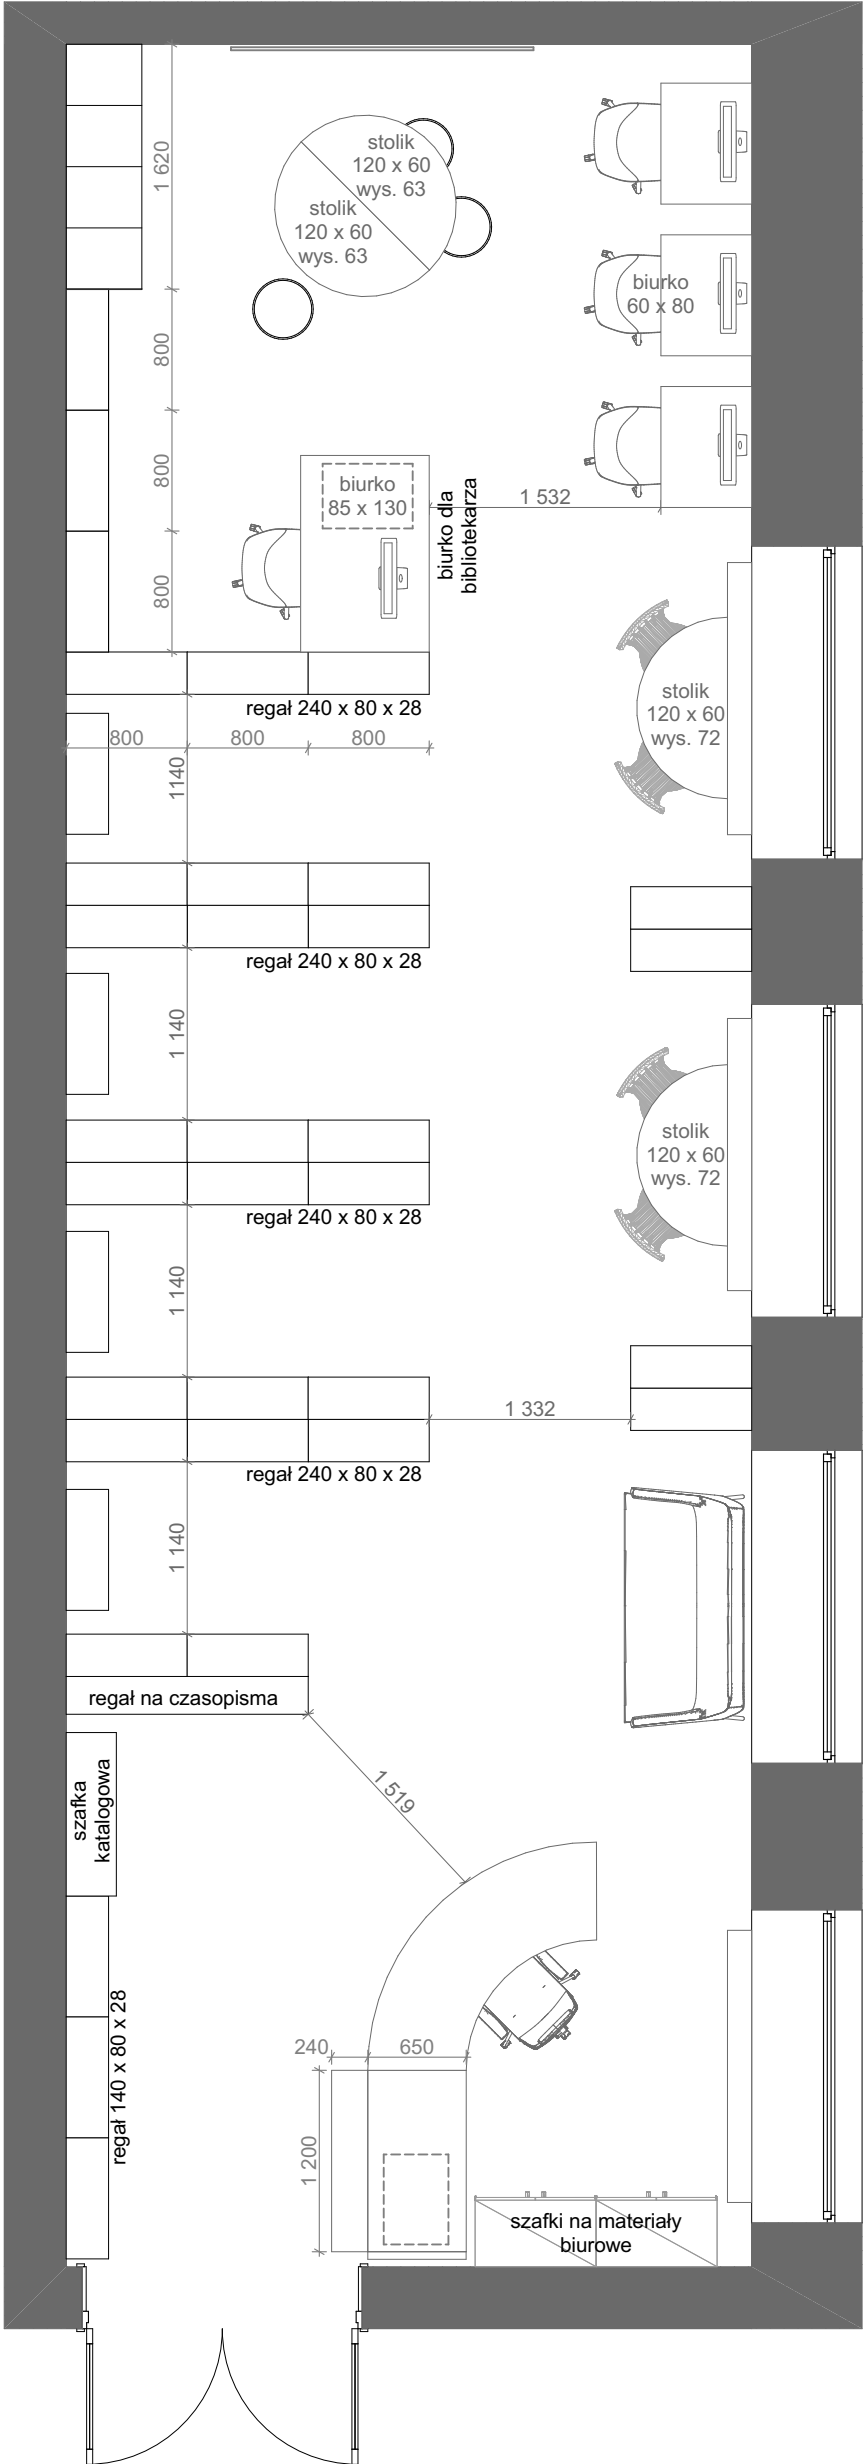 stolik
120 x 60
wys. 63
stolik
120 x 60
wys. 63
1 620
biurko
60 x 80
800
800
800
biurko
85 x 130
biurko dla
bibliotekarza
1 532
regał 240 x 80 x 28
stolik
120 x 60
wys. 72
800
800
800
1140
regał 240 x 80 x 28
1 140
stolik
120 x 60
wys. 72
regał 240 x 80 x 28
1 140
1 332
regał 240 x 80 x 28
1 140
regał na czasopisma
szafka
katalogowa
1 519
regał 140 x 80 x 28
240
650
1 200
szafki na materiały
biurowe